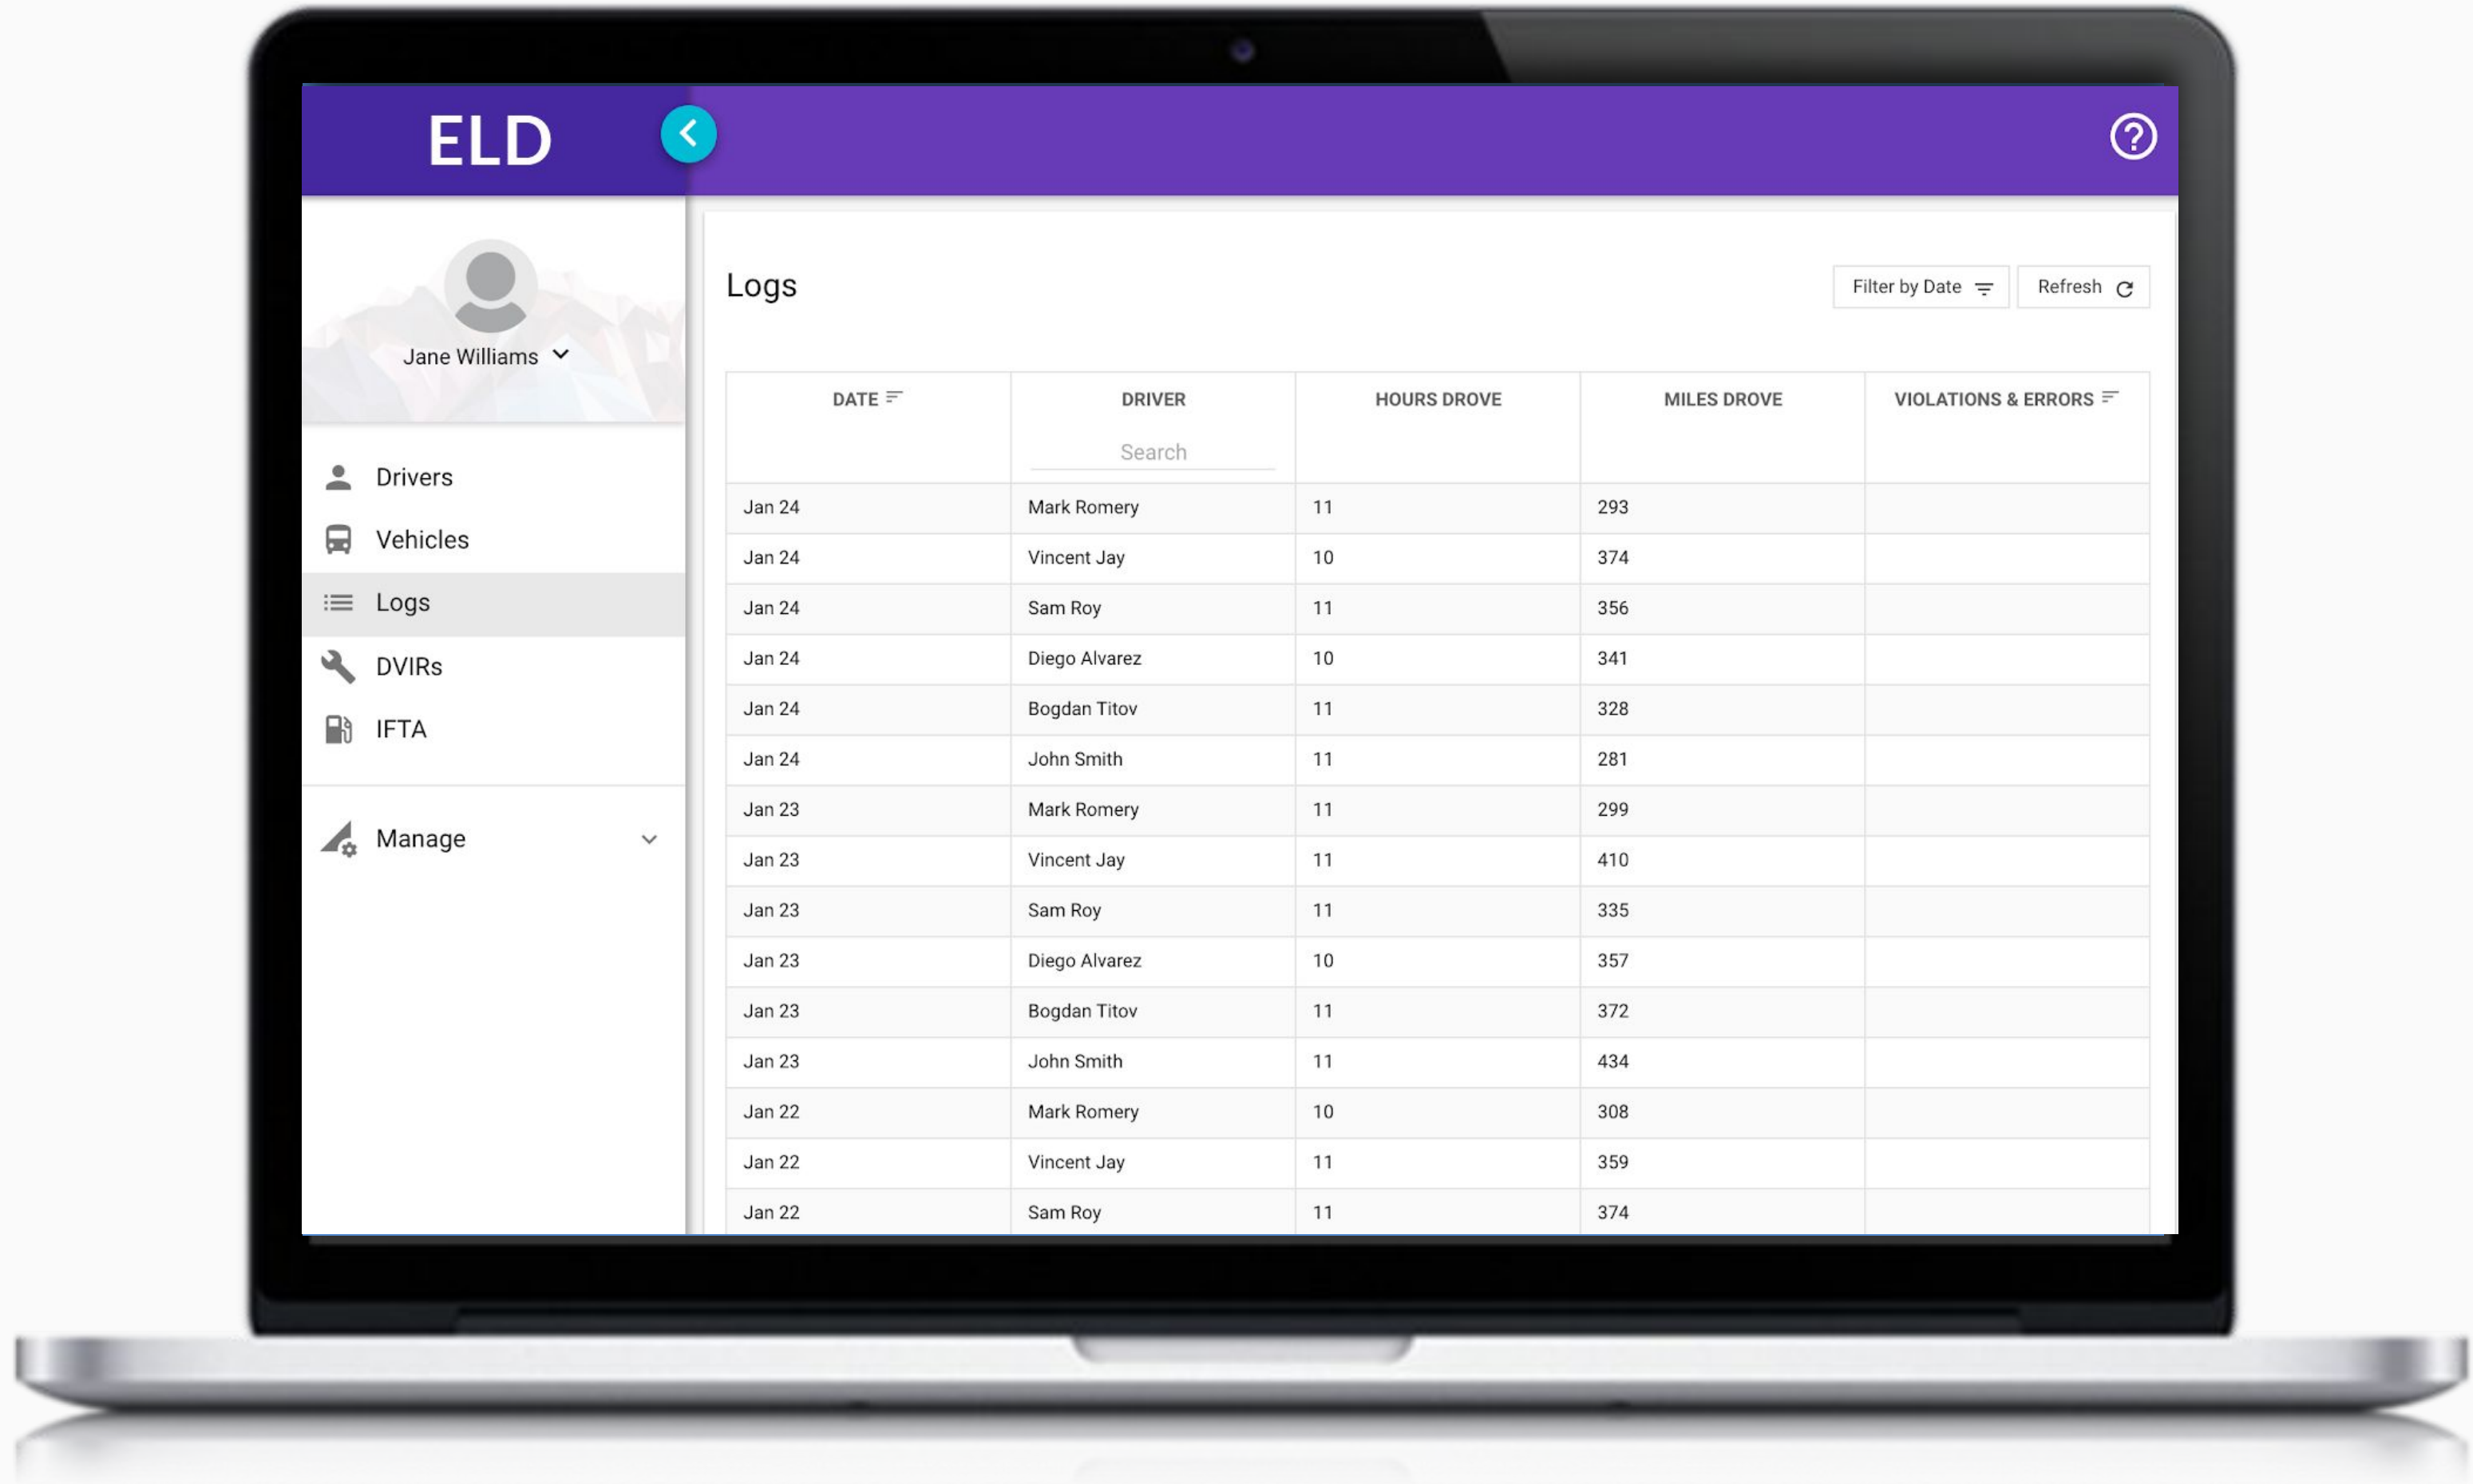 ELD
Jane Williams
Drivers
Vehicles
Logs
DVIRs
IFTA
Manage
Logs
Filter by Date Refresh
DATE DRIVER HOURS DROVE MILES DROVE VIOLATIONS & ERRORS
Search
Jan 24 Mark Romery 11 293
Jan 24 Vincent Jay 10 374
Jan 24 Sam Roy 11 356
Jan 24 Diego Alvarez 10 341
Jan 24 Bogdan Titov 11 328
Jan 24 John Smith 11 281
Jan 23 Mark Romery 11 299
Jan 23 Vincent Jay 11 410
Jan 23 Sam Roy 11 335
Jan 23 Diego Alvarez 10 357
Jan 23 Bogdan Titov 11 372
Jan 23 John Smith 11 434
Jan 22 Mark Romery 10 308
Jan 22 Vincent Jay 11 359
Jan 22 Sam Roy 11 374